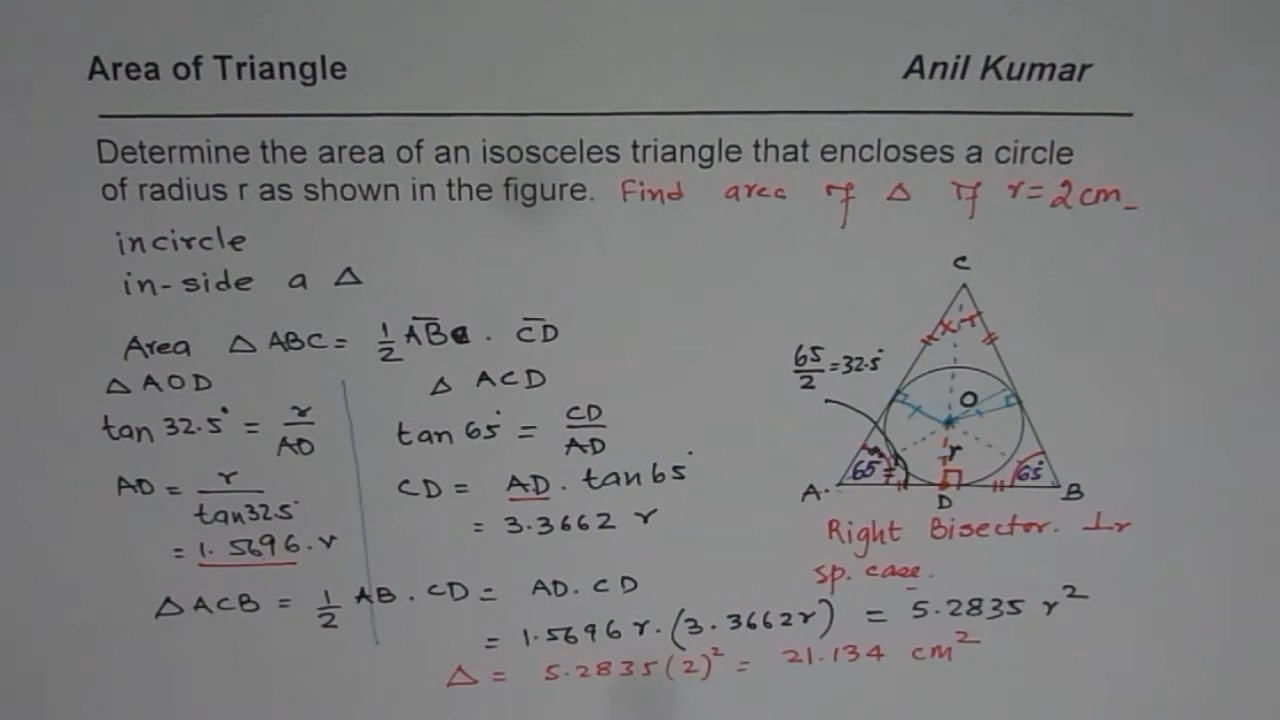 Area of Triangle
Anil Kumar
Determine the area of an isosceles triangle that encloses a circle
of radius r as shown in the figure. Find area of Δ If r = 2cm
incircle
in-side a Δ
Area Δ ABC = 1/2 AB . CD
Δ AOD
tan 32.5° = r/AD
AD = r/tan32.5°
= 1.5696.r
Δ ACD
tan 65° = CD/AD
CD = AD . tan65°
= 3.3662 r
Δ ACB = 1/2 AB . CD = AD. CD
= 1.5696 r. (3.3662r) = 5.2835 r²
Δ = 5.2835(2)² = 21.134 cm²
C
65/2 = 32.5°
O
r
65°
65°
A
D
B
Right Bisector. ⊥r
sp. case.